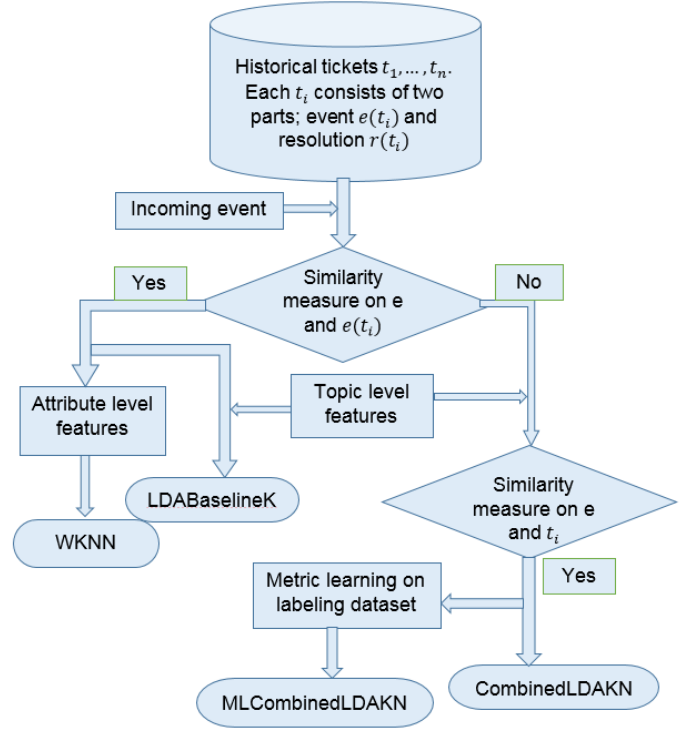 Historical tickets t₁, … , tₙ.
Each tᵢ consists of two
parts; event e(tᵢ) and
resolution r(tᵢ)
Incoming event
Similarity
measure on e
and e(tᵢ)
Yes
No
Attribute level
features
Topic level
features
LDABaselineK
WKNN
Similarity
measure on e
and tᵢ
Yes
Metric learning on
labeling dataset
MLCombinedLDAKN
CombinedLDAKN